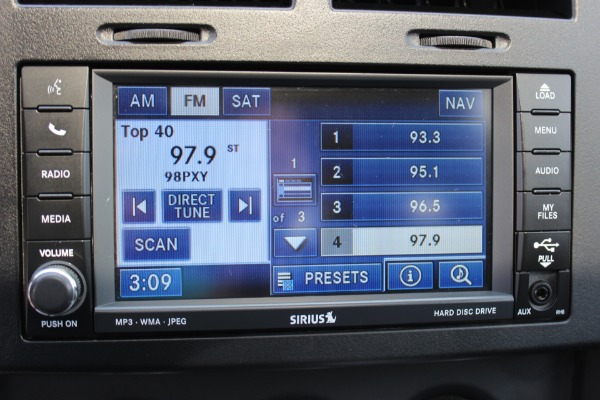 AM FM SAT NAV
LOAD
MENU
RADIO
AUDIO
MEDIA
MY
FILES
VOLUME
PULL
PUSH ON
AUX
Top 40
97.9 ST
98PXY
DIRECT
TUNE
SCAN
3:09
1
of 3
1 93.3
2 95.1
3 96.5
4 97.9
PRESETS
MP3 · WMA · JPEG
SIRIUS
HARD DISC DRIVE